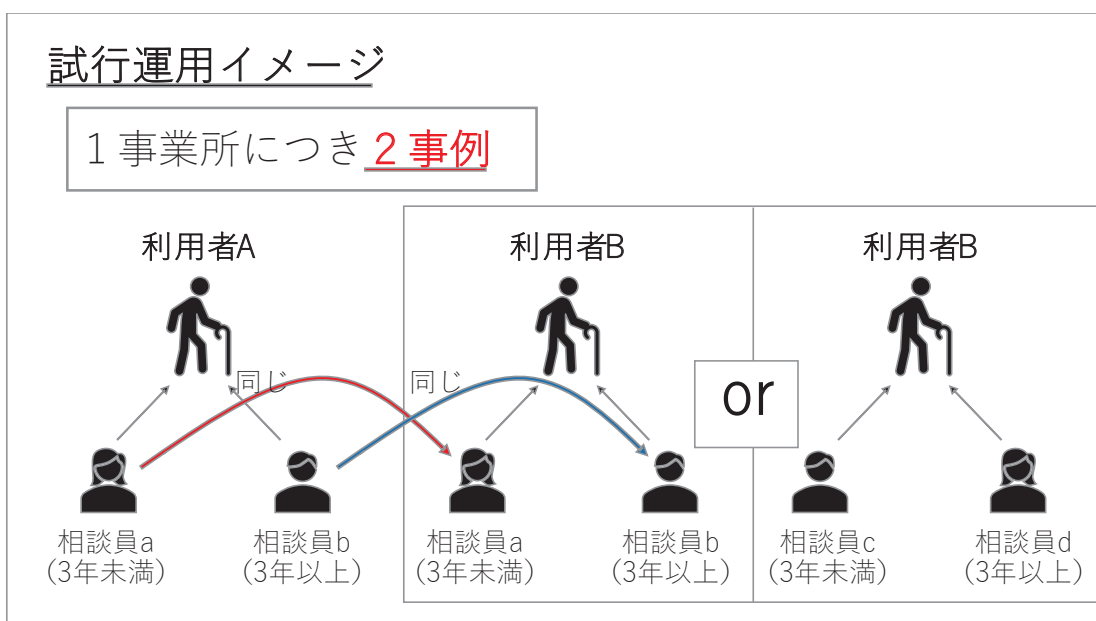 試行運用イメージ
１事業所につき２事例
利用者A
利用者B
利用者B
同じ
同じ
or
相談員a
(3年未満)
相談員b
(3年以上)
相談員a
(3年未満)
相談員b
(3年以上)
相談員c
(3年未満)
相談員d
(3年以上)